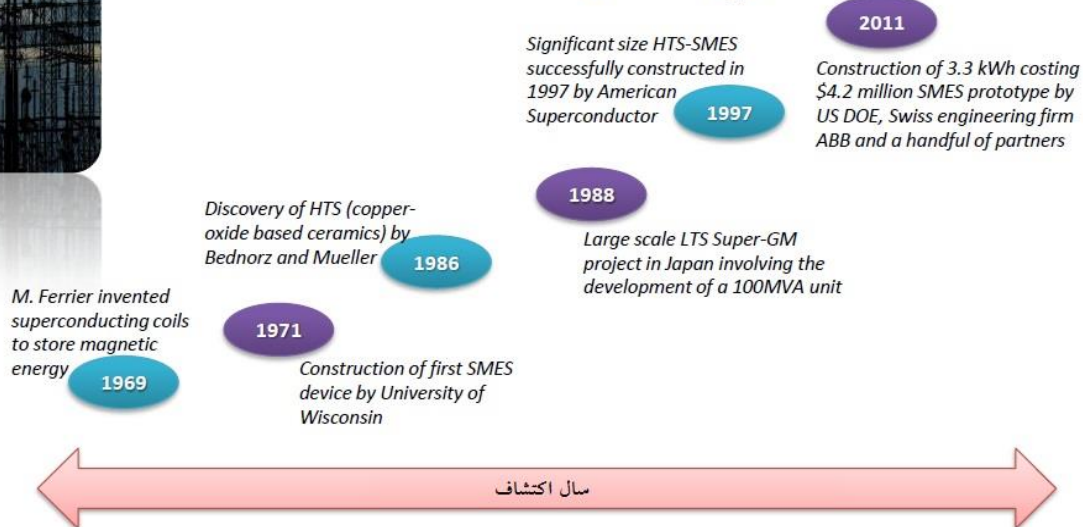 2011
Significant size HTS-SMES
successfully constructed in
1997 by American
Superconductor
1997
Construction of 3.3 kWh costing
$4.2 million SMES prototype by
US DOE, Swiss engineering firm
ABB and a handful of partners
1988
Large scale LTS Super-GM
project in Japan involving the
development of a 100MVA unit
Discovery of HTS (copper-
oxide based ceramics) by
Bednorz and Mueller
1986
M. Ferrier invented
superconducting coils
to store magnetic
energy
1969
1971
Construction of first SMES
device by University of
Wisconsin
سال اکتشاف